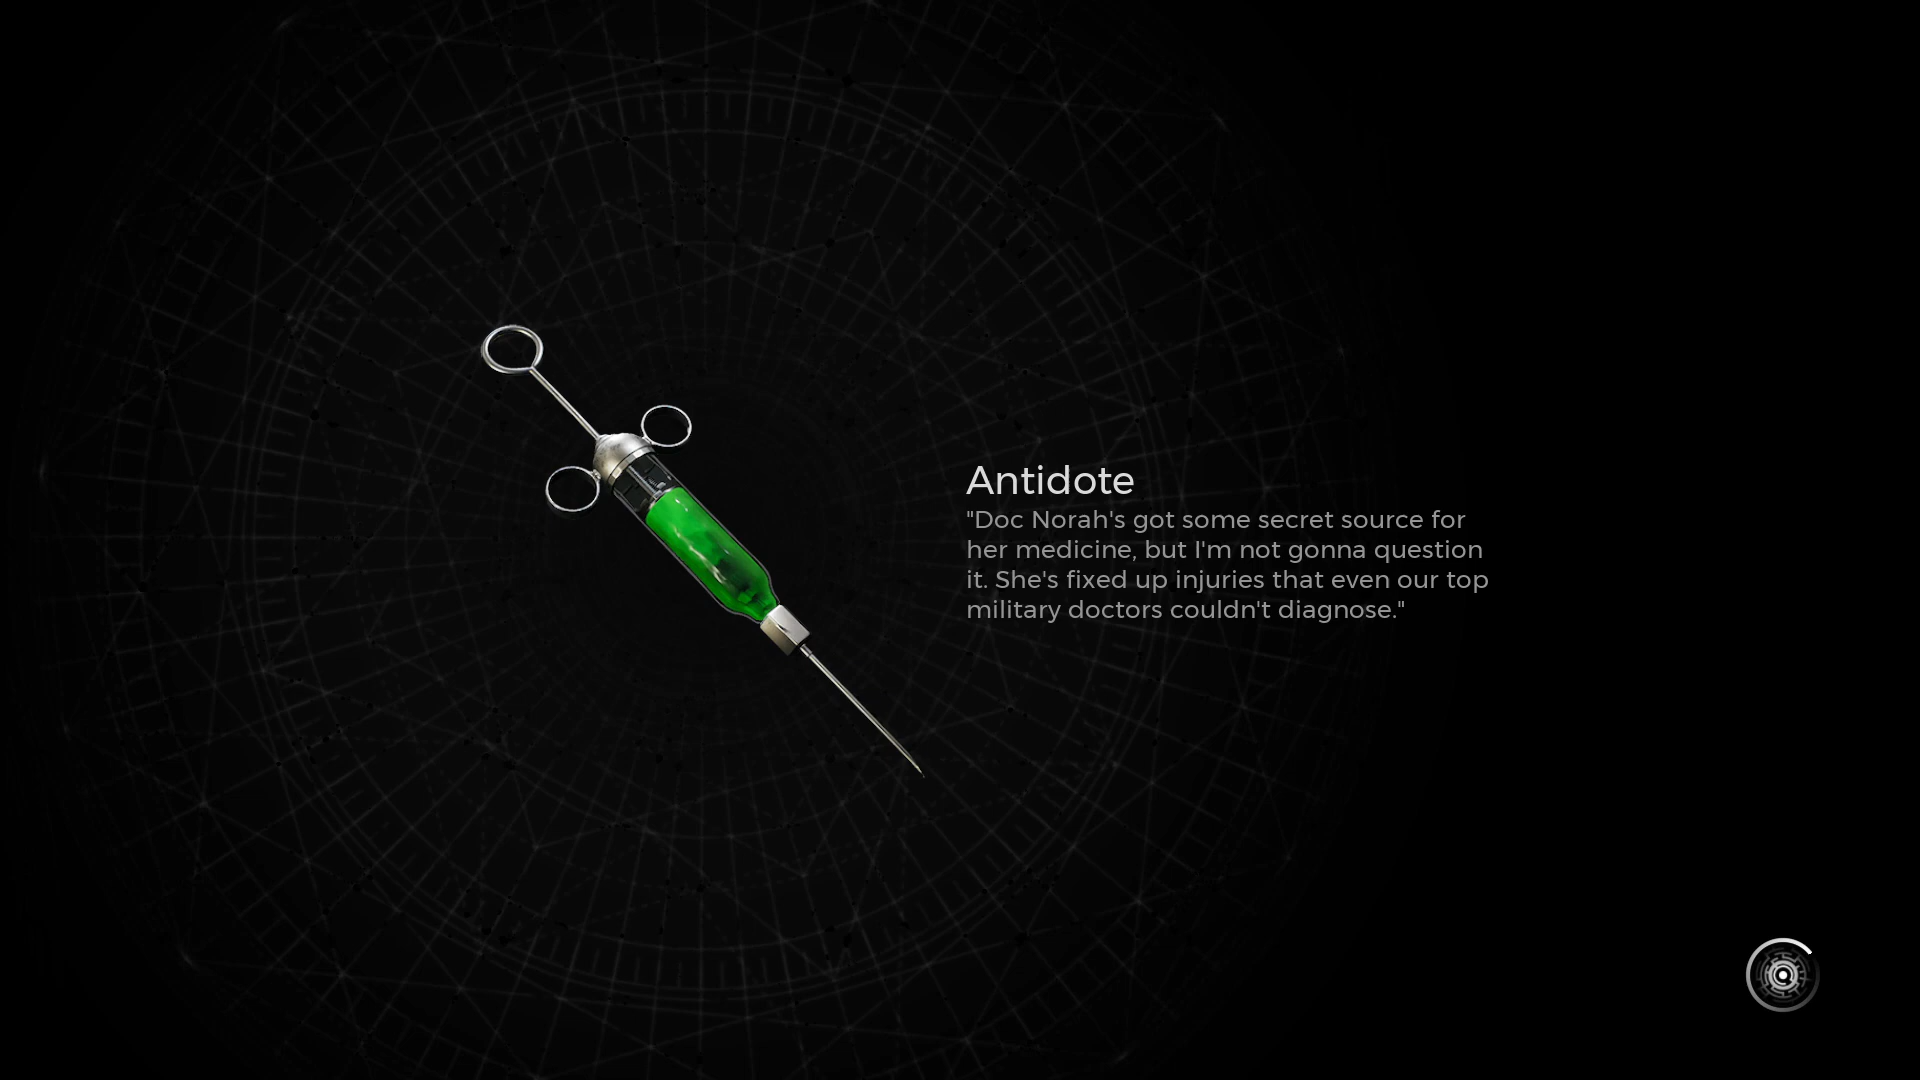 Antidote
"Doc Norah's got some secret source for
her medicine, but I'm not gonna question
it. She's fixed up injuries that even our top
military doctors couldn't diagnose."